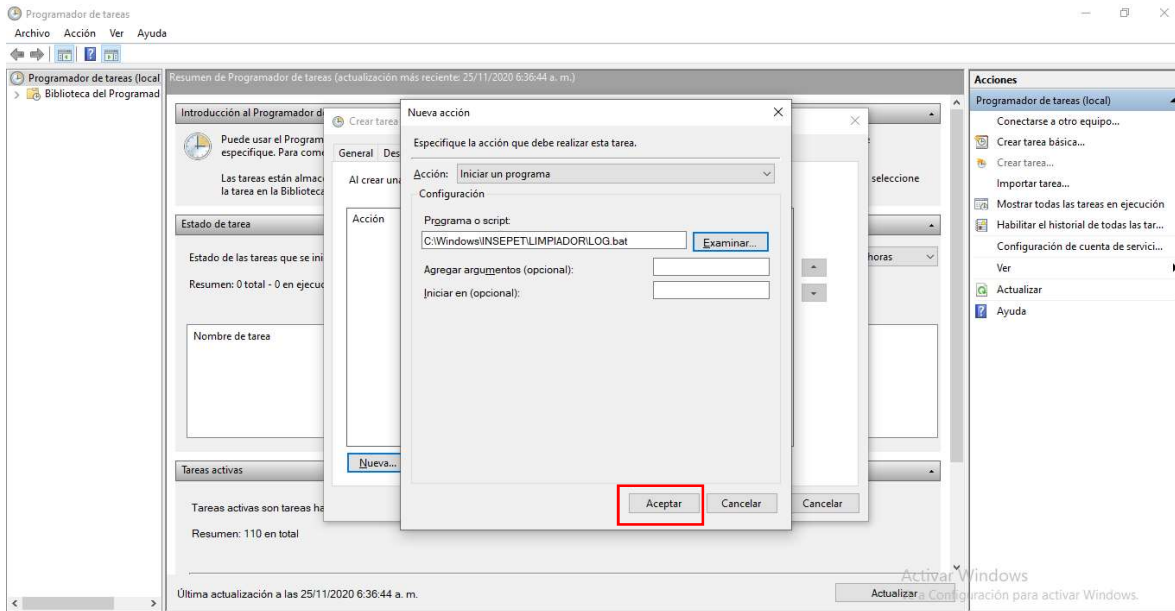 Programador de tareas
Archivo Acción Ver Ayuda
Programador de tareas (local
Biblioteca del Programad
Resumen de Programador de tareas (actualización más reciente: 25/11/2020 6:36:44 a. m.)
Introducción al Programador d
Puede usar el Program
especifique. Para com
Las tareas están almac
la tarea en la Bibliotec
seleccione
Estado de tarea
Estado de las tareas que se ini
horas
Resumen: 0 total - 0 en ejecuc
Nombre de tarea
Tareas activas
Tareas activas son tareas ha
Resumen: 110 en total
Última actualización a las 25/11/2020 6:36:44 a. m.
Actualizar
Crear tarea
General Des
Al crear una
Acción
Nueva...
Cancelar
Nueva acción
Especifique la acción que debe realizar esta tarea.
Acción: Iniciar un programa
Configuración
Programa o script:
C:\Windows\INSEPET\LIMPIADOR\LOG.bat
Examinar...
Agregar argumentos (opcional):
Iniciar en (opcional):
Aceptar
Cancelar
Acciones
Programador de tareas (local)
Conectarse a otro equipo...
Crear tarea básica...
Crear tarea...
Importar tarea...
Mostrar todas las tareas en ejecución
Habilitar el historial de todas las tar...
Configuración de cuenta de servici...
Ver
Actualizar
Ayuda
Activar Windows
a Configuración para activar Windows.